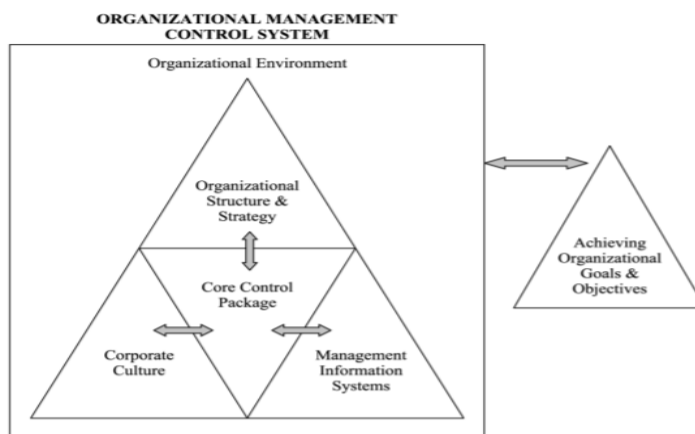 ORGANIZATIONAL MANAGEMENT
CONTROL SYSTEM
Organizational Environment
Organizational
Structure &
Strategy
Core Control
Package
Corporate
Culture
Management
Information
Systems
Achieving
Organizational
Goals &
Objectives